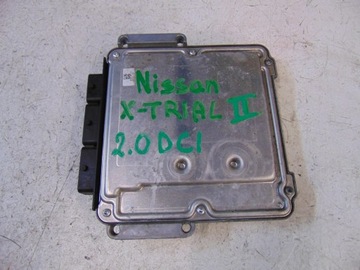 Nissan
X-TRIAL II
2.0 DCI